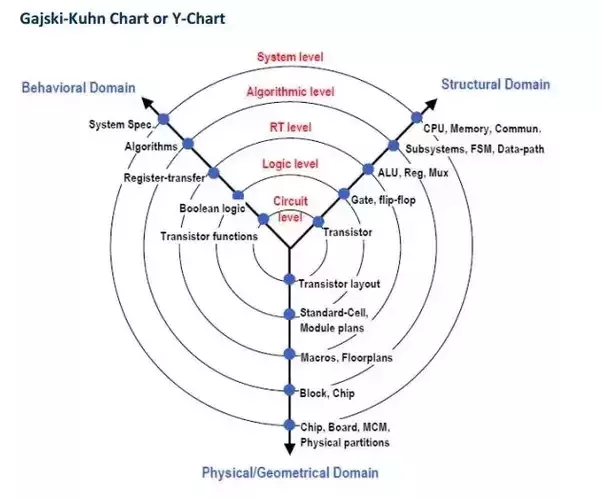 Gajski-Kuhn Chart or Y-Chart
System level
Behavioral Domain
Structural Domain
Algorithmic level
System Spec.
CPU, Memory, Commun.
RT level
Algorithms
Subsystems, FSM, Data-path
Logic level
Register-transfer
ALU, Reg, Mux
Circuit
level
Boolean logic
Gate, flip-flop
Transistor functions
Transistor
Transistor layout
Standard-Cell,
Module plans
Macros, Floorplans
Block, Chip
Chip, Board, MCM,
Physical partitions
Physical/Geometrical Domain